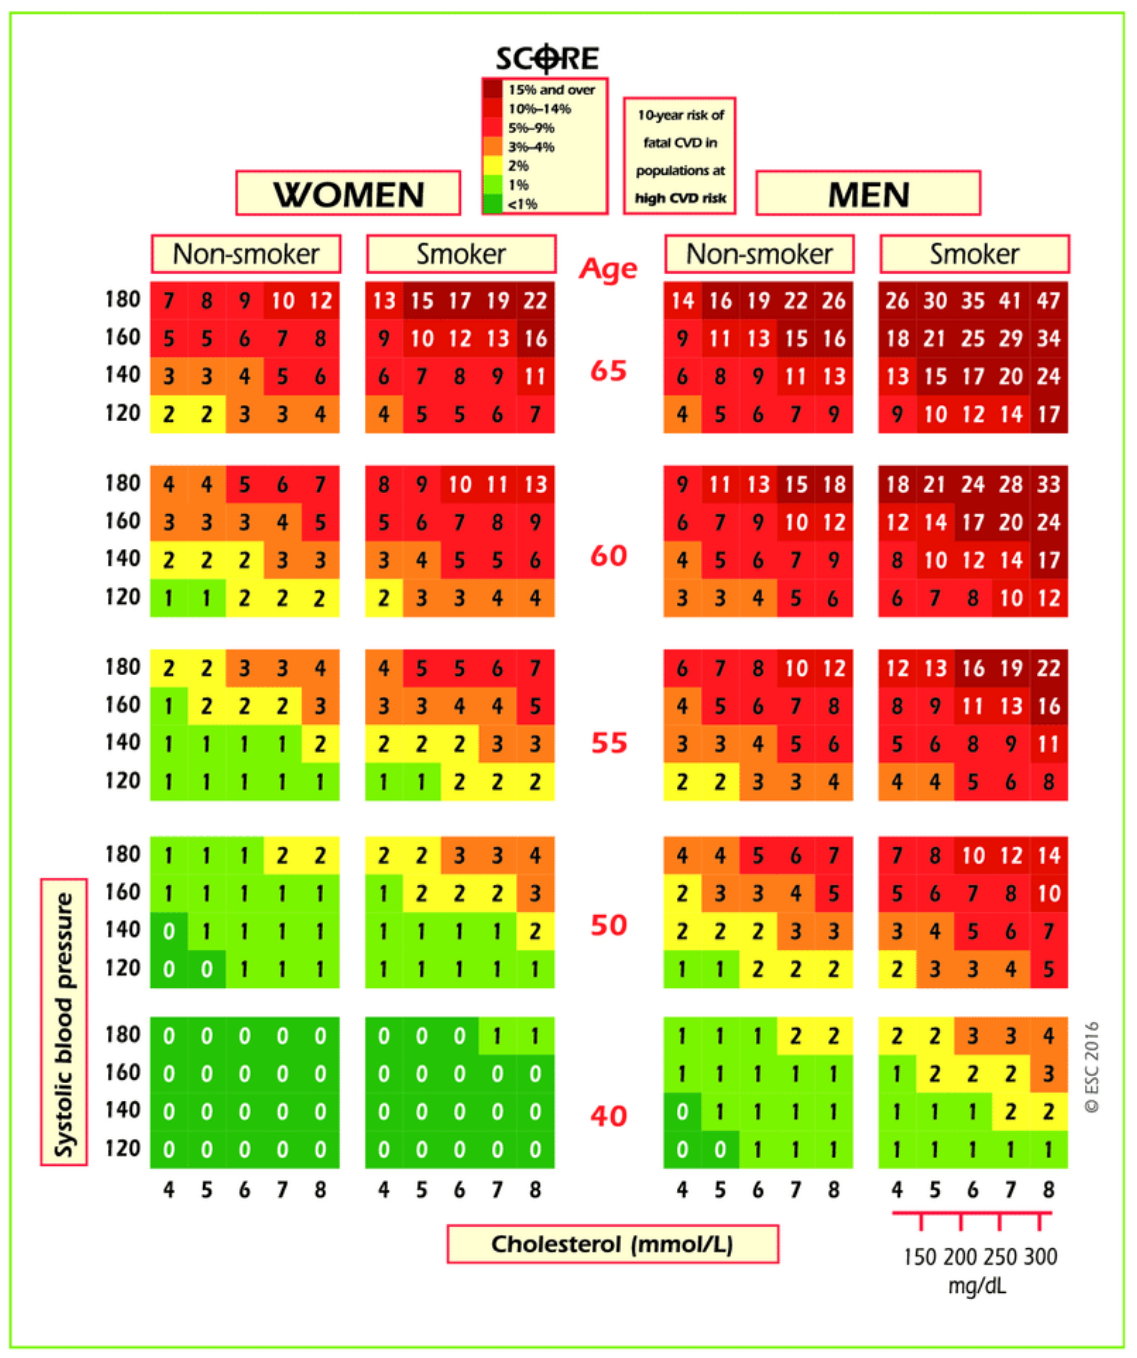 SCORE
15% and over
10%–14%
5%–9%
3%–4%
2%
1%
<1%
10-year risk of
fatal CVD in
populations at
high CVD risk
WOMEN
MEN
Non-smoker Smoker Age Non-smoker Smoker
180 7 8 9 10 12 13 15 17 19 22 14 16 19 22 26 26 30 35 41 47
160 5 5 6 7 8 9 10 12 13 16 9 11 13 15 16 18 21 25 29 34
65
140 3 3 4 5 6 6 7 8 9 11 6 8 9 11 13 13 15 17 20 24
120 2 2 3 3 4 4 5 5 6 7 4 5 6 7 9 9 10 12 14 17
180 4 4 5 6 7 8 9 10 11 13 9 11 13 15 18 18 21 24 28 33
160 3 3 3 4 5 5 6 7 8 9 6 7 9 10 12 12 14 17 20 24
60
140 2 2 2 3 3 3 4 5 5 6 4 5 6 7 9 8 10 12 14 17
120 1 1 2 2 2 2 3 3 4 4 3 3 4 5 6 6 7 8 10 12
180 2 2 3 3 4 4 5 5 6 7 6 7 8 10 12 12 13 16 19 22
160 1 2 2 2 3 3 3 4 4 5 4 5 6 7 8 8 9 11 13 16
55
140 1 1 1 1 2 2 2 2 3 3 3 3 4 5 6 5 6 8 9 11
120 1 1 1 1 1 1 1 2 2 2 2 2 3 3 4 4 4 5 6 8
180 1 1 1 2 2 2 2 3 3 4 4 4 5 6 7 7 8 10 12 14
160 1 1 1 1 1 1 2 2 2 3 2 3 3 4 5 5 6 7 8 10
50
140 0 1 1 1 1 1 1 1 1 2 2 2 2 3 3 3 4 5 6 7
120 0 0 1 1 1 1 1 1 1 1 1 1 2 2 2 2 3 3 4 5
180 0 0 0 0 0 0 0 0 1 1 1 1 1 2 2 2 2 3 3 4
160 0 0 0 0 0 0 0 0 0 0 1 1 1 1 1 1 2 2 2 3
40
140 0 0 0 0 0 0 0 0 0 0 0 1 1 1 1 1 1 1 2 2
120 0 0 0 0 0 0 0 0 0 0 0 0 1 1 1 1 1 1 1 1
4 5 6 7 8 4 5 6 7 8 4 5 6 7 8 4 5 6 7 8
Systolic blood pressure
Cholesterol (mmol/L)
150 200 250 300
mg/dL
© ESC 2016